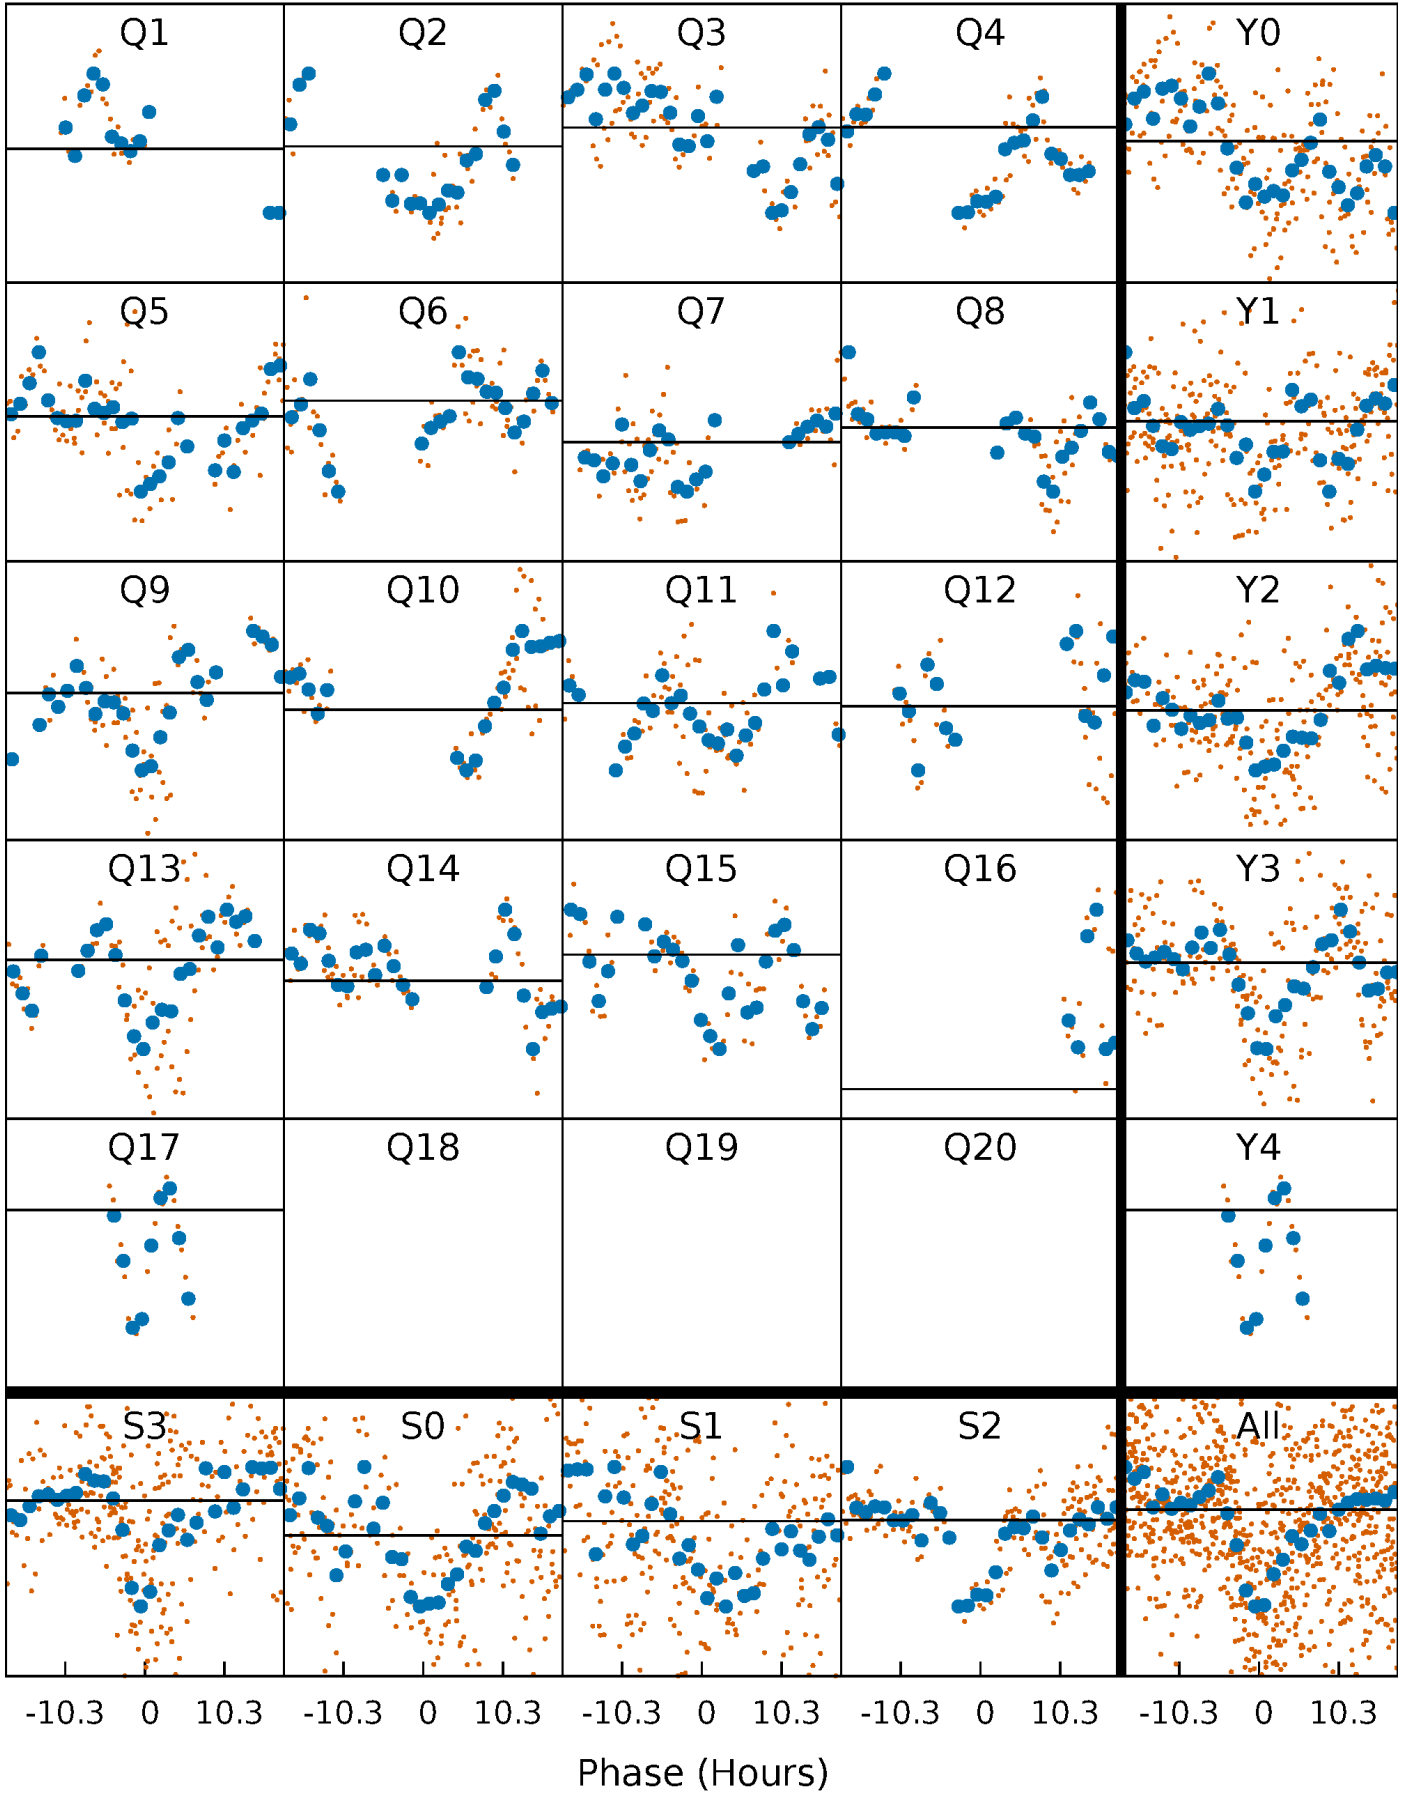 Q1 Q2 Q3 Q4 Y0
Q5 Q6 Q7 Q8 Y1
Q9 Q10 Q11 Q12 Y2
Q13 Q14 Q15 Q16 Y3
Q17 Q18 Q19 Q20 Y4
S3 S0 S1 S2 All
-10.3 0 10.3 -10.3 0 10.3 -10.3 0 10.3 -10.3 0 10.3 -10.3 0 10.3
Phase (Hours)